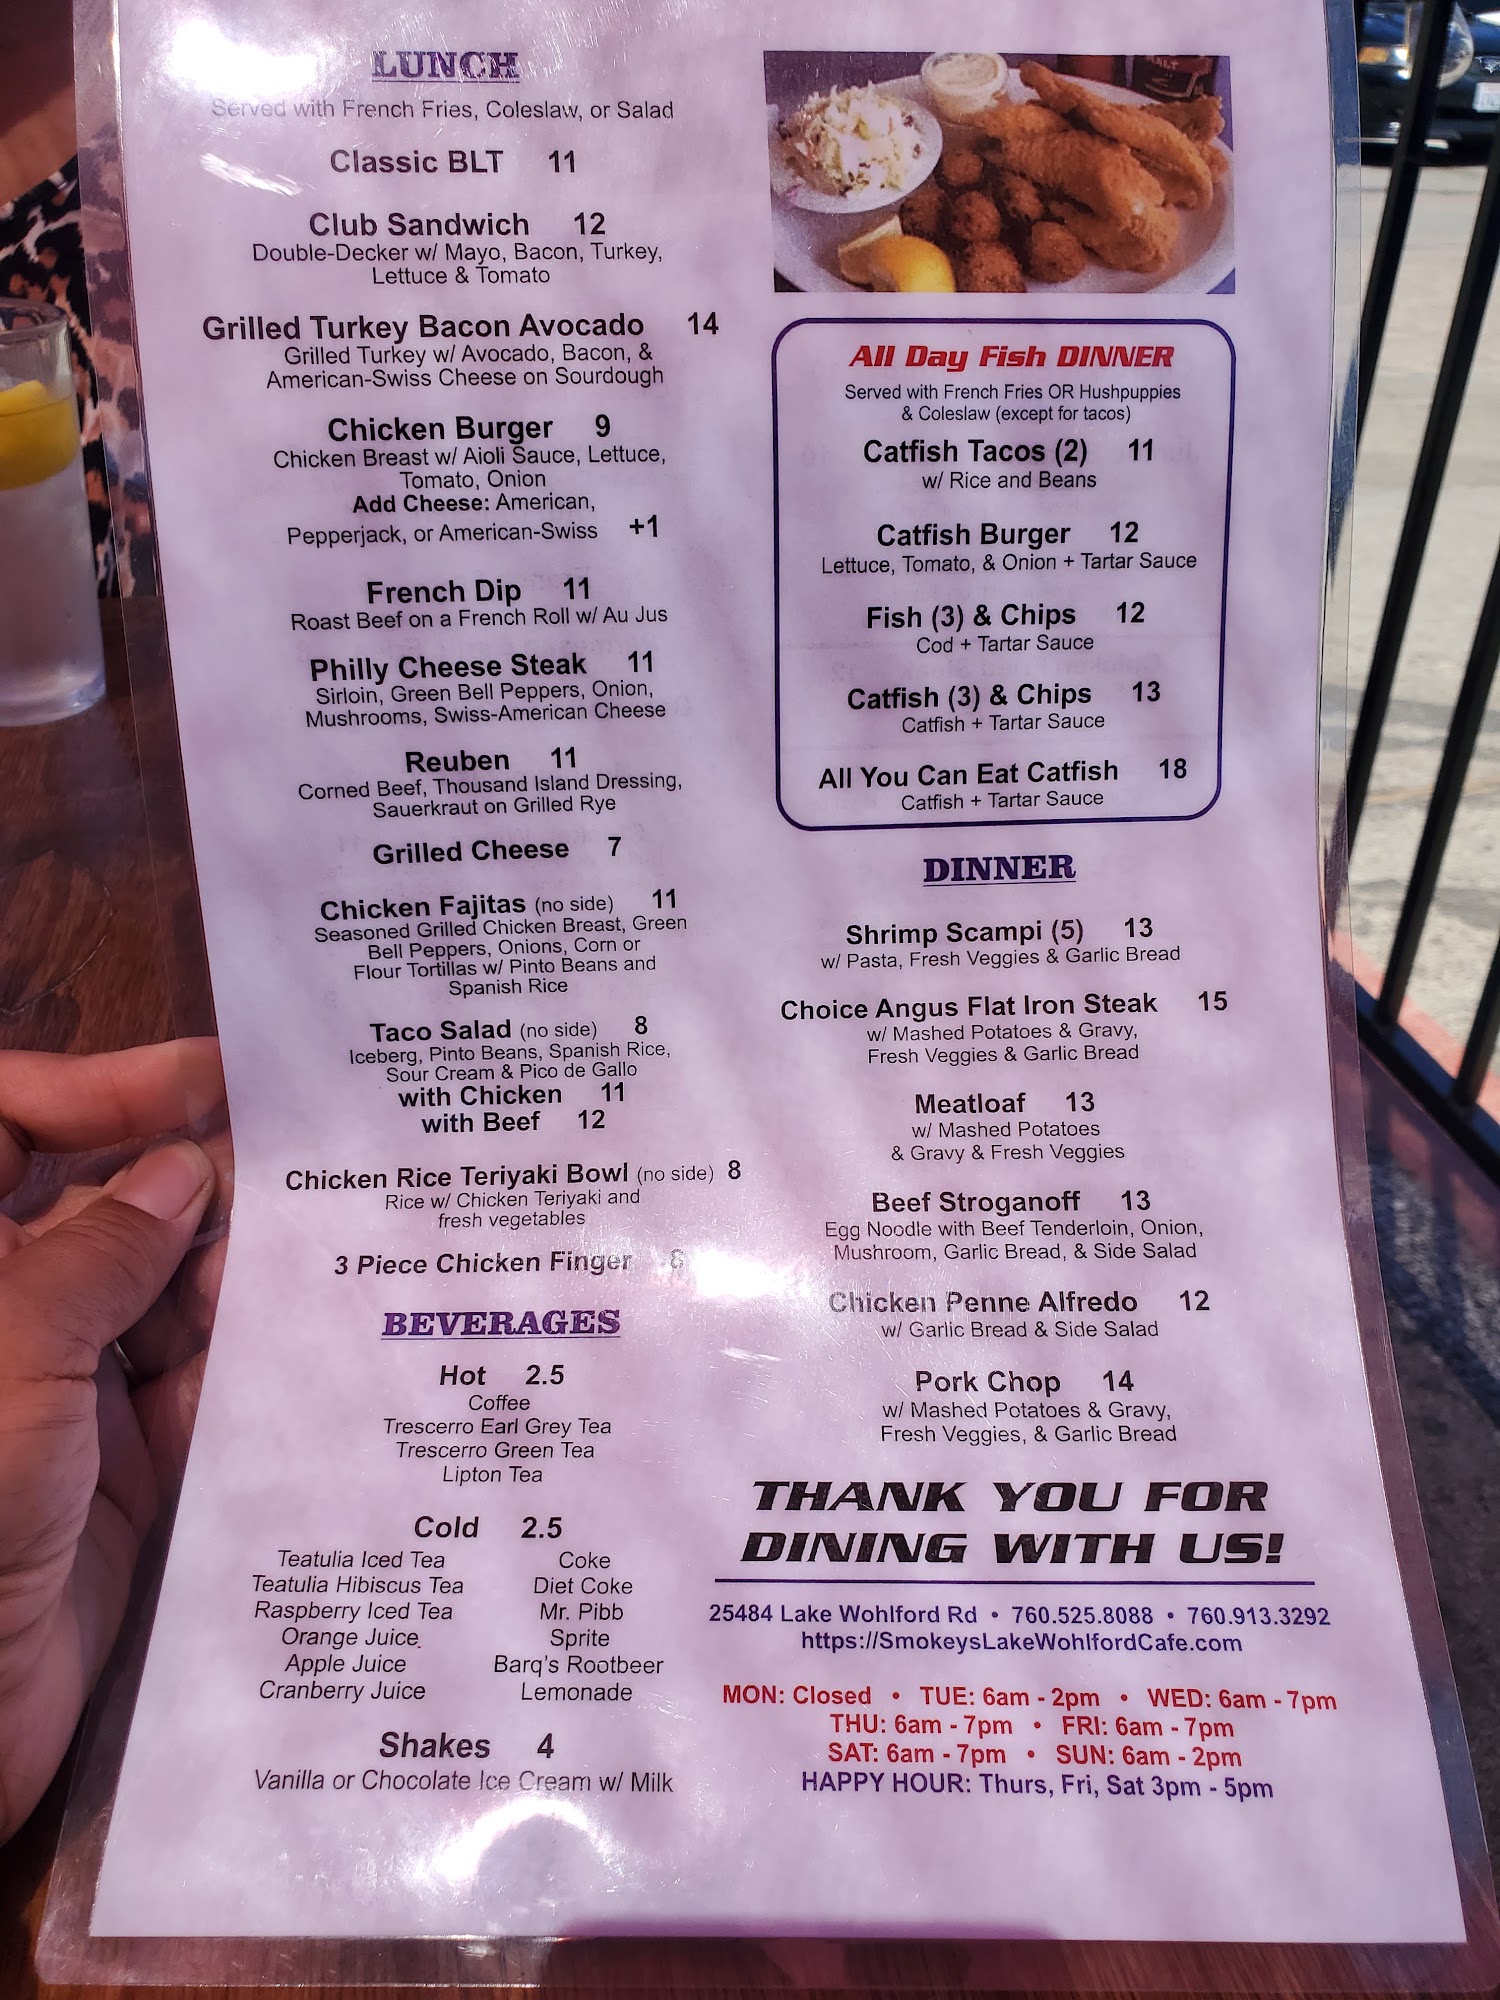 LUNCH
Served with French Fries, Coleslaw, or Salad
Classic BLT 11
Club Sandwich 12
Double-Decker w/ Mayo, Bacon, Turkey,
Lettuce & Tomato
Grilled Turkey Bacon Avocado 14
Grilled Turkey w/ Avocado, Bacon, &
American-Swiss Cheese on Sourdough
Chicken Burger 9
Chicken Breast w/ Aioli Sauce, Lettuce,
Tomato, Onion
Add Cheese: American,
Pepperjack, or American-Swiss +1
French Dip 11
Roast Beef on a French Roll w/ Au Jus
Philly Cheese Steak 11
Sirloin, Green Bell Peppers, Onion,
Mushrooms, Swiss-American Cheese
Reuben 11
Corned Beef, Thousand Island Dressing,
Sauerkraut on Grilled Rye
Grilled Cheese 7
Chicken Fajitas (no side) 11
Seasoned Grilled Chicken Breast, Green
Bell Peppers, Onions, Corn or
Flour Tortillas w/ Pinto Beans and
Spanish Rice
Taco Salad (no side) 8
Iceberg, Pinto Beans, Spanish Rice,
Sour Cream & Pico de Gallo
with Chicken 11
with Beef 12
Chicken Rice Teriyaki Bowl (no side) 8
Rice w/ Chicken Teriyaki and
fresh vegetables
3 Piece Chicken Finger 8
BEVERAGES
Hot 2.5
Coffee
Trescerro Earl Grey Tea
Trescerro Green Tea
Lipton Tea
Cold 2.5
Teatulia Iced Tea
Teatulia Hibiscus Tea
Raspberry Iced Tea
Orange Juice
Apple Juice
Cranberry Juice
Coke
Diet Coke
Mr. Pibb
Sprite
Barq's Rootbeer
Lemonade
Shakes 4
Vanilla or Chocolate Ice Cream w/ Milk
All Day Fish DINNER
Served with French Fries OR Hushpuppies
& Coleslaw (except for tacos)
Catfish Tacos (2) 11
w/ Rice and Beans
Catfish Burger 12
Lettuce, Tomato, & Onion + Tartar Sauce
Fish (3) & Chips 12
Cod + Tartar Sauce
Catfish (3) & Chips 13
Catfish + Tartar Sauce
All You Can Eat Catfish 18
Catfish + Tartar Sauce
DINNER
Shrimp Scampi (5) 13
w/ Pasta, Fresh Veggies & Garlic Bread
Choice Angus Flat Iron Steak 15
w/ Mashed Potatoes & Gravy,
Fresh Veggies & Garlic Bread
Meatloaf 13
w/ Mashed Potatoes
& Gravy & Fresh Veggies
Beef Stroganoff 13
Egg Noodle with Beef Tenderloin, Onion,
Mushroom, Garlic Bread, & Side Salad
Chicken Penne Alfredo 12
w/ Garlic Bread & Side Salad
Pork Chop 14
w/ Mashed Potatoes & Gravy,
Fresh Veggies, & Garlic Bread
THANK YOU FOR
DINING WITH US!
25484 Lake Wohlford Rd • 760.525.8088 • 760.913.3292
https://SmokeysLakeWohlfordCafe.com
MON: Closed • TUE: 6am - 2pm • WED: 6am - 7pm
THU: 6am - 7pm • FRI: 6am - 7pm
SAT: 6am - 7pm • SUN: 6am - 2pm
HAPPY HOUR: Thurs, Fri, Sat 3pm - 5pm